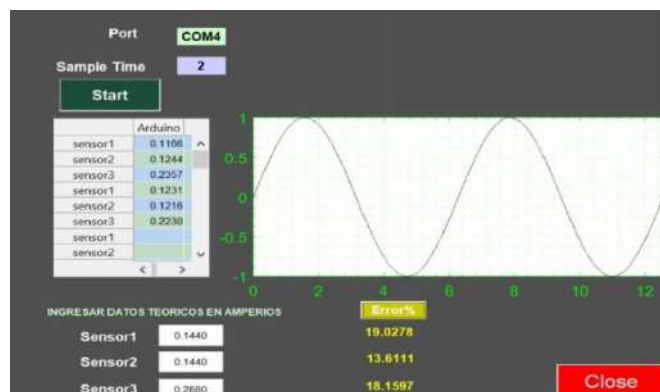 Port COM4
Sample Time 2
Start
Arduino
sensor1 0.1166
sensor2 0.1244
sensor3 0.2357
sensor1 0.1231
sensor2 0.1216
sensor3 0.2230
sensor1
sensor2
1
0.5
0
-0.5
-1
0 2 4 6 8 10 12
INGRESAR DATOS TEORICOS EN AMPERIOS
Error%
Sensor1 0.1440 19.0278
Sensor2 0.1440 13.6111
Sensor3 0.2880 18.1597
Close